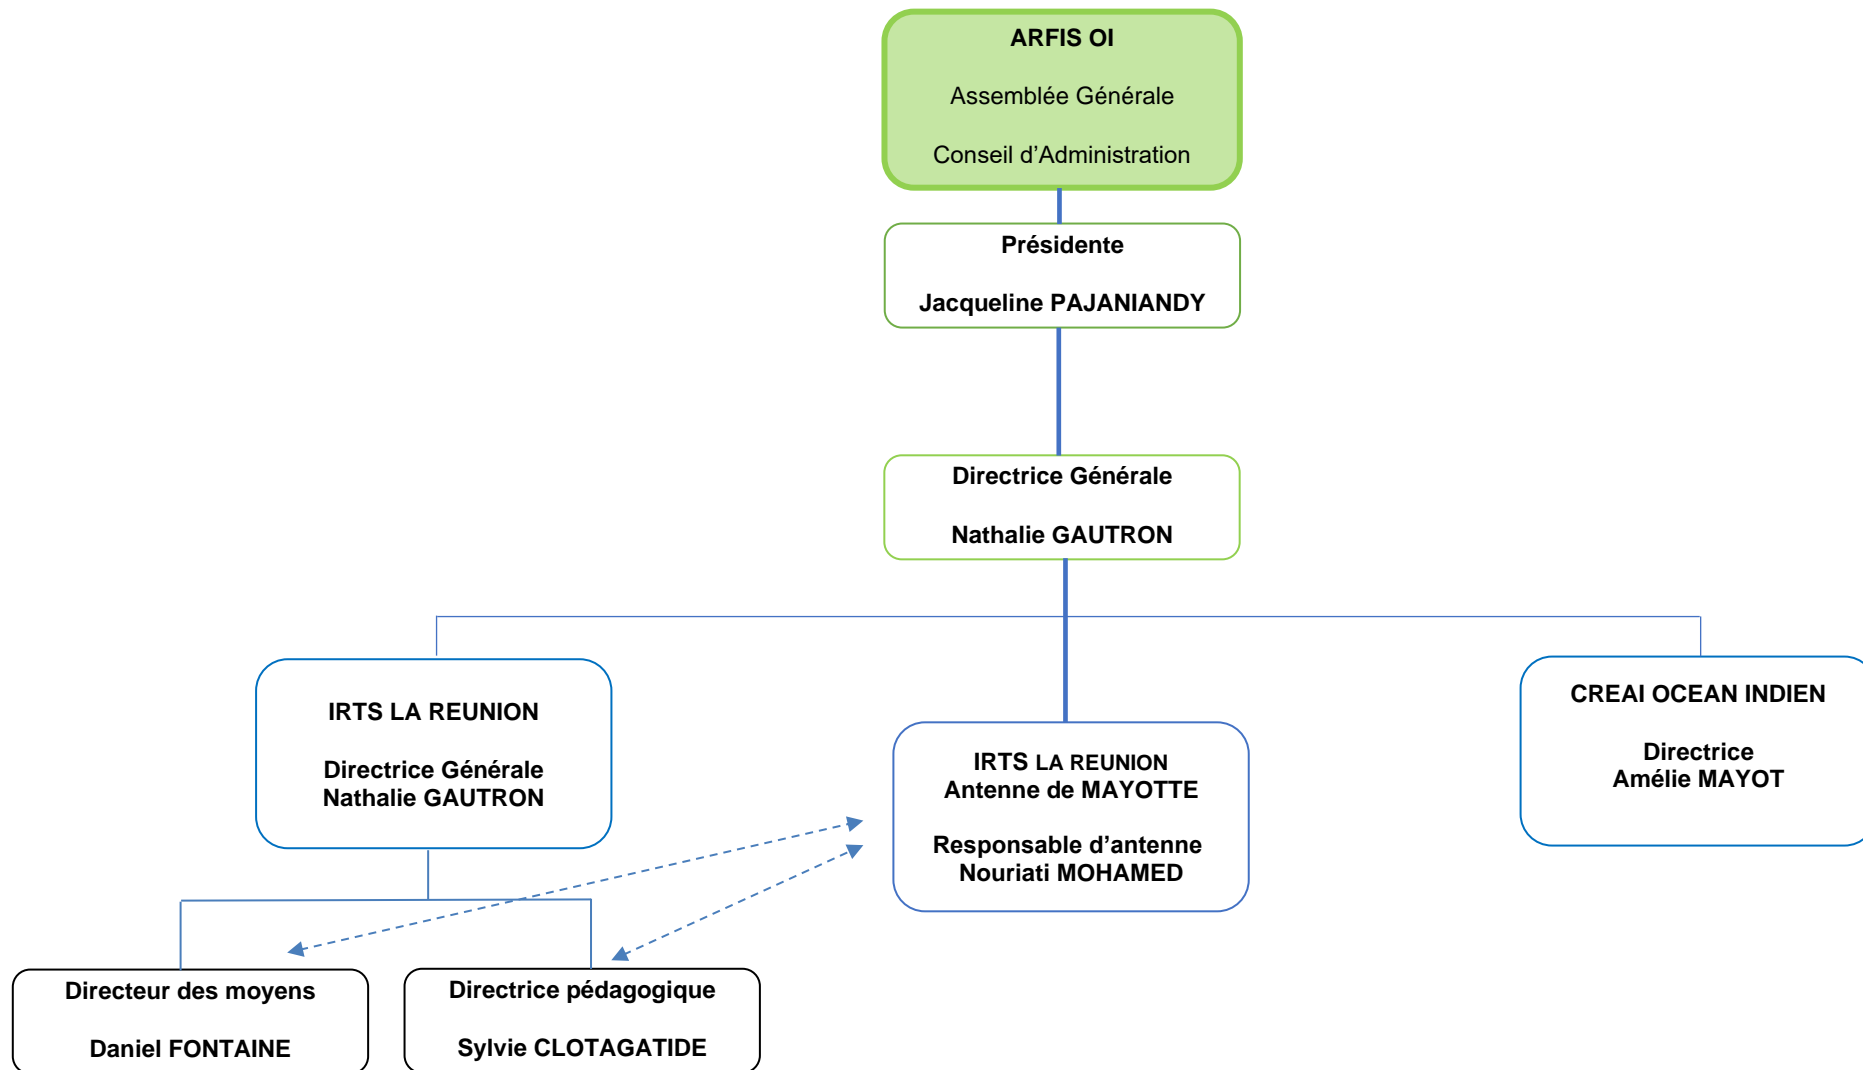 ARFIS OI
Assemblée Générale
Conseil d’Administration
Présidente
Jacqueline PAJANIANDY
Directrice Générale
Nathalie GAUTRON
IRTS LA REUNION
Directrice Générale
Nathalie GAUTRON
IRTS LA REUNION
Antenne de MAYOTTE
Responsable d’antenne
Nouriati MOHAMED
CREAI OCEAN INDIEN
Directrice
Amélie MAYOT
Directeur des moyens
Daniel FONTAINE
Directrice pédagogique
Sylvie CLOTAGATIDE